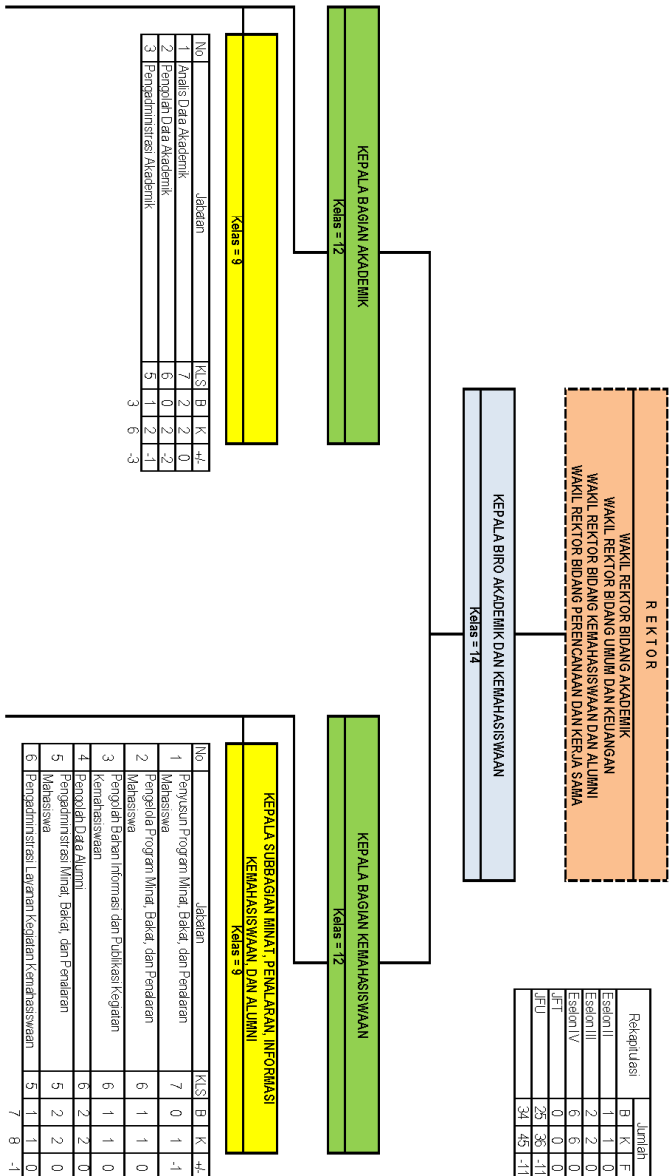 R E K T O R
WAKIL REKTOR BIDANG AKADEMIK
WAKIL REKTOR BIDANG UMUM DAN KEUANGAN
WAKIL REKTOR BIDANG KEMAHASISWAAN DAN ALUMNI
WAKIL REKTOR BIDANG PERENCANAAN DAN KERJA SAMA
Rekapitulasi Jumlah
B K F
Eselon II 1 1 0
Eselon III 2 2 0
Eselon IV 6 6 0
JFT 0 0 0
JFU 25 36 -11
34 45 -11
KEPALA BIRO AKADEMIK DAN KEMAHASISWAAN
Kelas = 14
KEPALA BAGIAN AKADEMIK
Kelas = 12
KEPALA BAGIAN KEMAHASISWAAN
Kelas = 12
Kelas = 9
No Jabatan KLS B K +/-
1 Analis Data Akademik 7 2 2 0
2 Pengolah Data Akademik 6 0 2 -2
3 Pengadministrasi Akademik 5 1 2 -1
3 6 -3
KEPALA SUBBAGIAN MINAT, PENALARAN, INFORMASI
KEMAHASISWAAN, DAN ALUMNI
Kelas = 9
No Jabatan KLS B K +/-
1 Penyusun Program Minat, Bakat, dan Penalaran
Mahasiswa 7 0 1 -1
2 Pengelola Program Minat, Bakat, dan Penalaran
Mahasiswa 6 1 1 0
3 Pengolah Bahan Informasi dan Publikasi Kegiatan
Kemahasiswaan 6 1 1 0
4 Pengolah Data Alumni 6 2 2 0
5 Pengadministrasi Minat, Bakat, dan Penalaran
Mahasiswa 5 2 2 0
6 Pengadministrasi Layanan Kegiatan Kemahasiswaan 5 1 1 0
7 8 -1